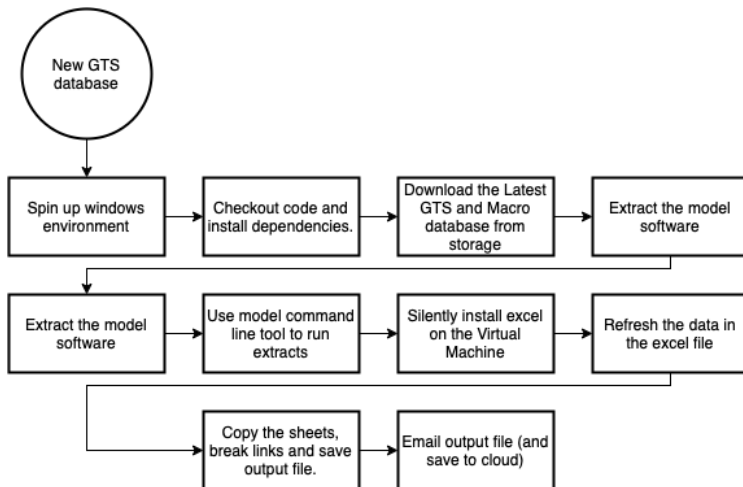 New GTS
database
Spin up windows
environment
Checkout code and
install dependencies.
Download the Latest
GTS and Macro
database from
storage
Extract the model
software
Extract the model
software
Use model command
line tool to run
extracts
Silently install excel
on the Virtual
Machine
Refresh the data in
the excel file
Copy the sheets,
break links and save
output file.
Email output file (and
save to cloud)